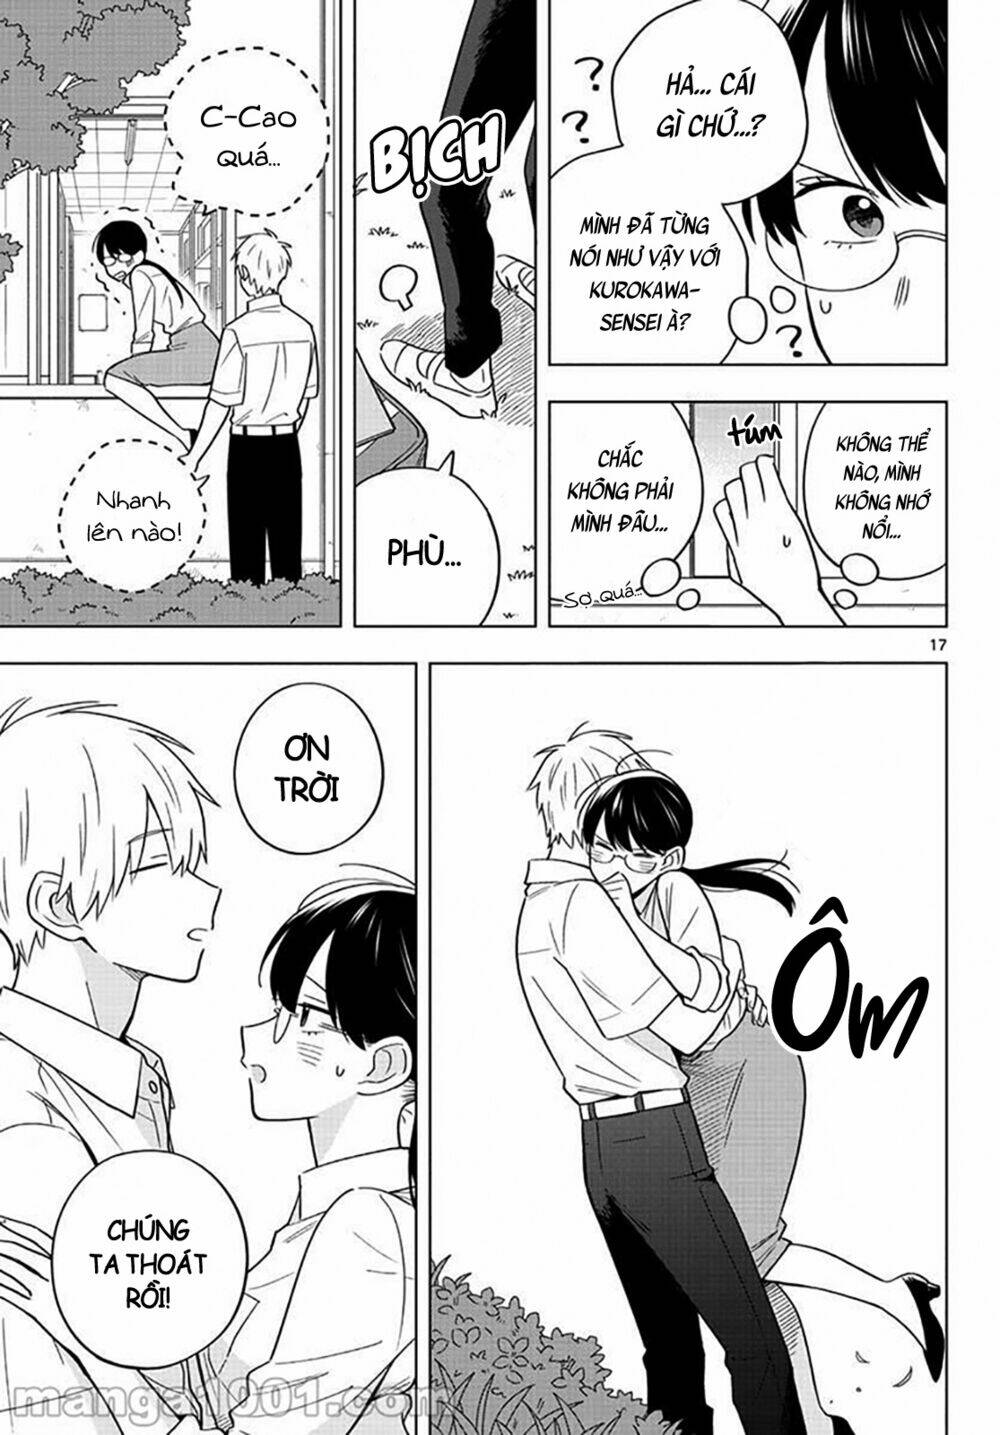 HẢ... CÁI
GÌ CHỨ...?
?
?
MÌNH ĐÃ TỪNG
NÓI NHƯ VẬY VỚI
KUROKAWA-
SENSEI À?
?
?
BỊCH
PHÙ...
C-Cao
Quá...
Nhanh
lên nào!
KHÔNG THỂ
NÀO, MÌNH
KHÔNG NHỚ
NỔI...
túm
CHẮC
KHÔNG PHẢI
MÌNH ĐÂU...
Sợ quá...
17
Ôm
ƠN
TRỜI
CHÚNG
TA THOÁT
RỒI!
manga1001.com